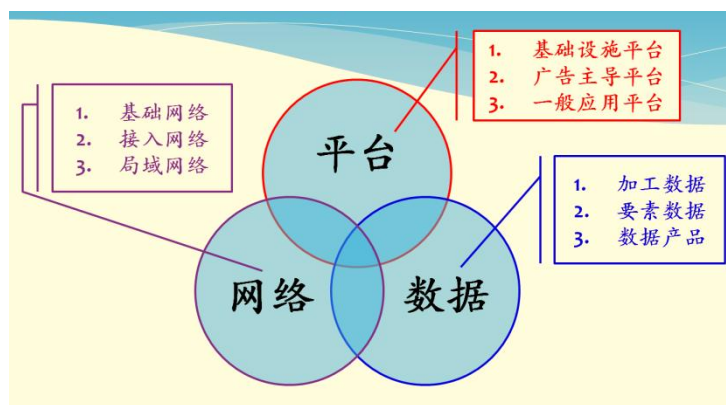 1. 基础设施平台
2. 广告主导平台
3. 一般应用平台
1. 基础网络
2. 接入网络
3. 局域网络
平台
1. 加工数据
2. 要素数据
3. 数据产品
网络
数据